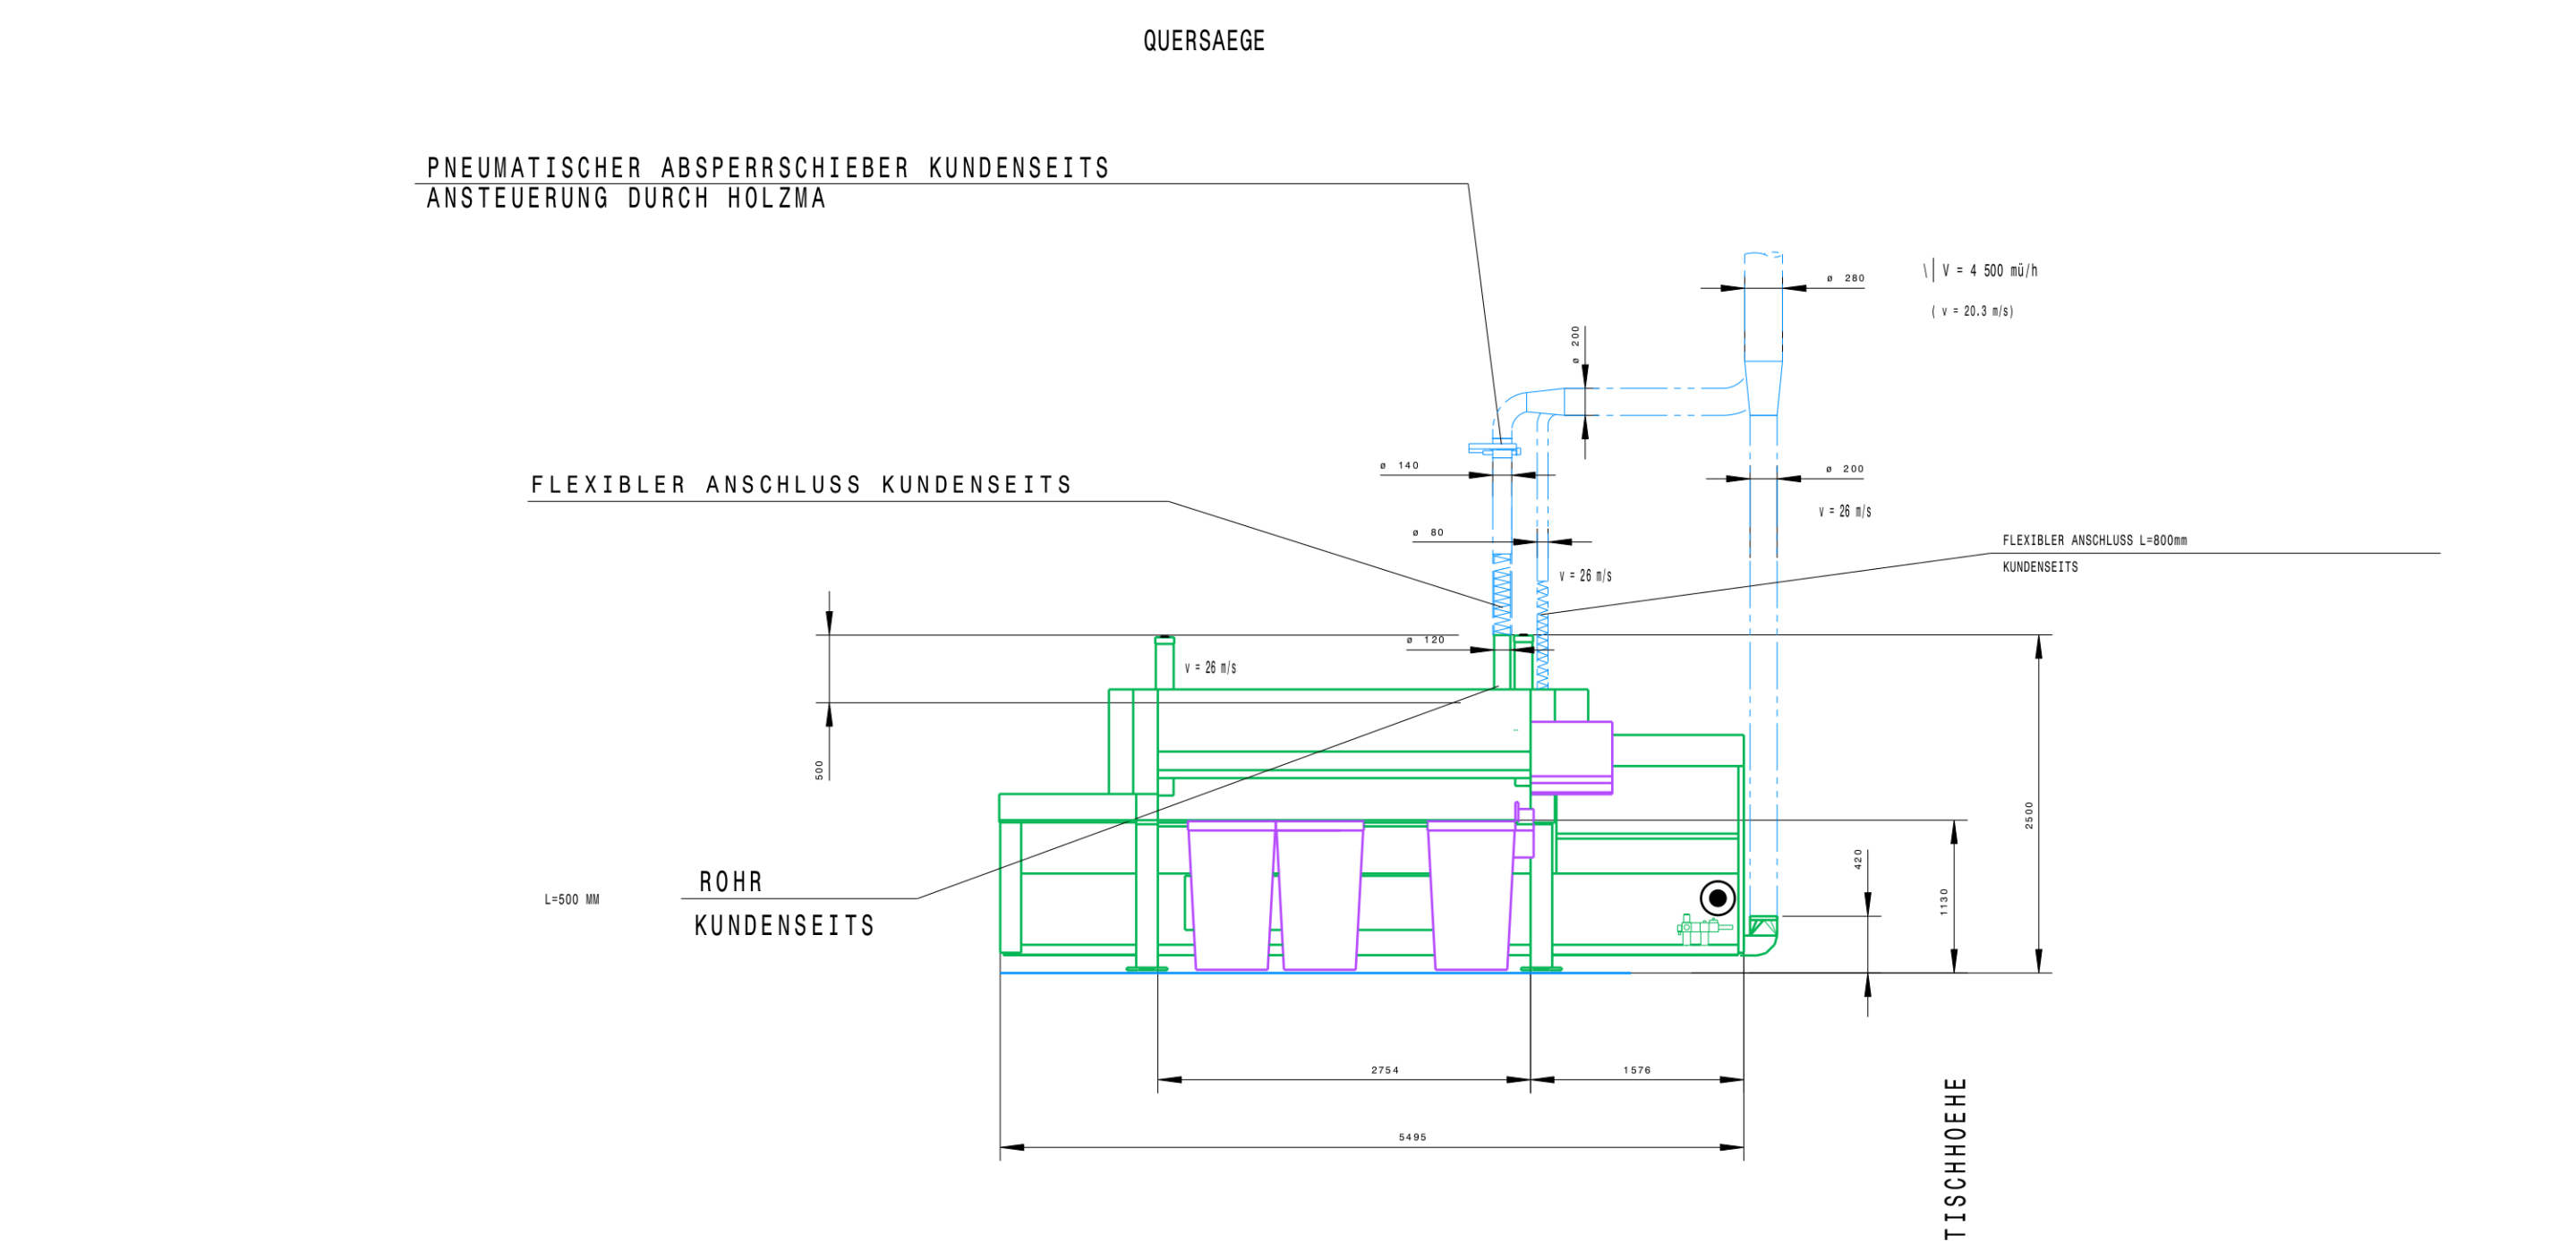 QUERSAEGE
PNEUMATISCHER ABSPERRSCHIEBER KUNDENSEITS
ANSTEUERUNG DURCH HOLZMA
\| V = 4 500 mü/h
ø 280
( v = 20.3 m/s)
ø 200
ø 140
ø 200
FLEXIBLER ANSCHLUSS KUNDENSEITS
v = 26 m/s
ø 80
FLEXIBLER ANSCHLUSS L=800mm
KUNDENSEITS
v = 26 m/s
ø 120
v = 26 m/s
500
2500
420
1130
ROHR
L=500 MM
KUNDENSEITS
2754
1576
5495
TISCHHOEHE